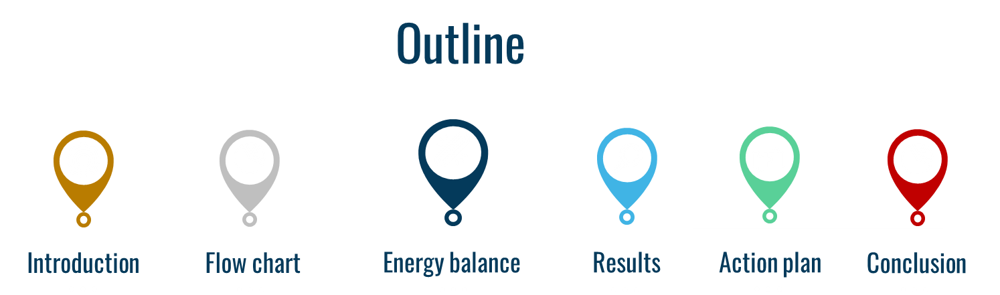 Outline
Introduction
Flow chart
Energy balance
Results
Action plan
Conclusion